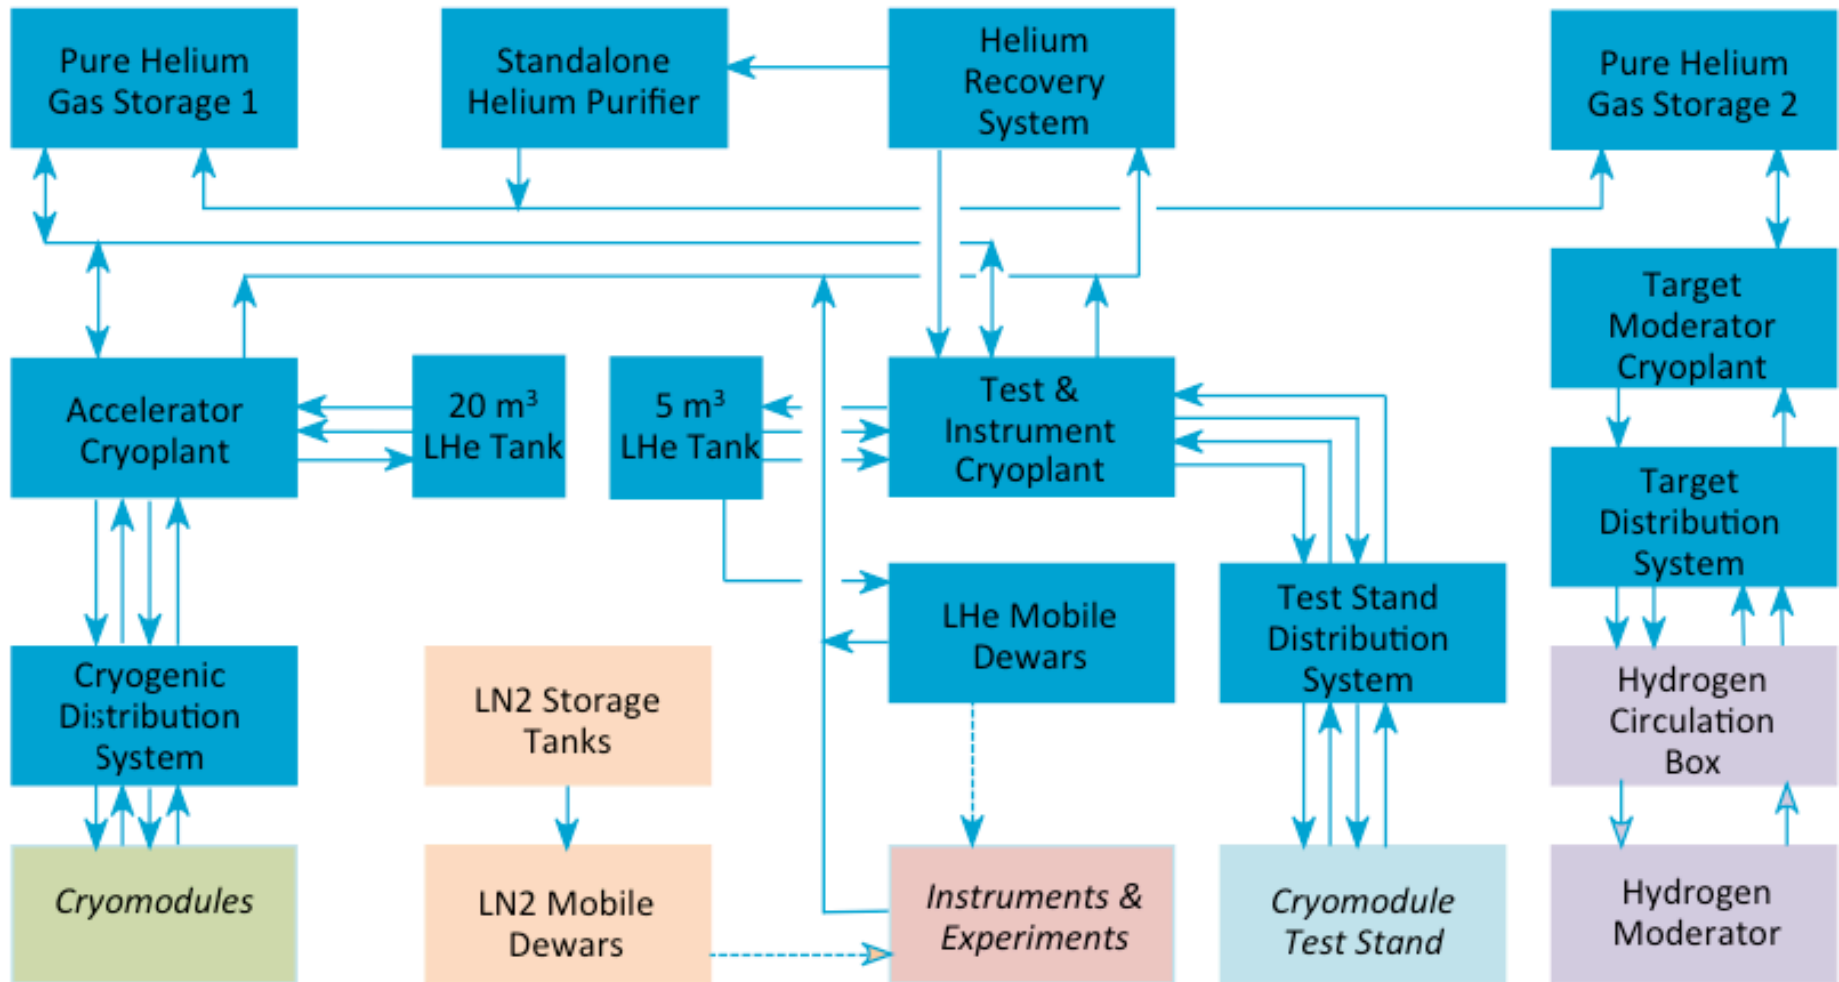 Pure Helium
Gas Storage 1
Standalone
Helium Purifier
Helium
Recovery
System
Pure Helium
Gas Storage 2
Target
Moderator
Cryoplant
Accelerator
Cryoplant
20 m³
LHe Tank
5 m³
LHe Tank
Test &
Instrument
Cryoplant
Target
Distribution
System
LHe Mobile
Dewars
Test Stand
Distribution
System
Cryogenic
Distribution
System
LN2 Storage
Tanks
Hydrogen
Circulation
Box
Cryomodules
LN2 Mobile
Dewars
Instruments &
Experiments
Cryomodule
Test Stand
Hydrogen
Moderator